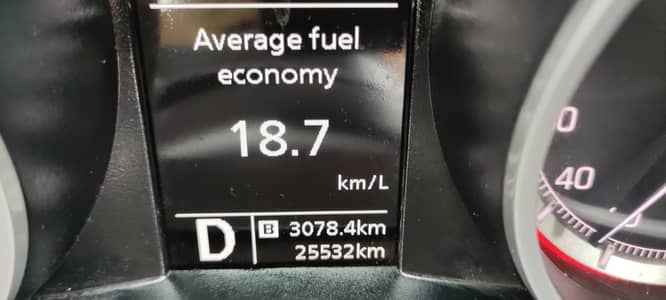 Average fuel
economy
18.7
km/L
D
B 3078.4km
25532km
0
40